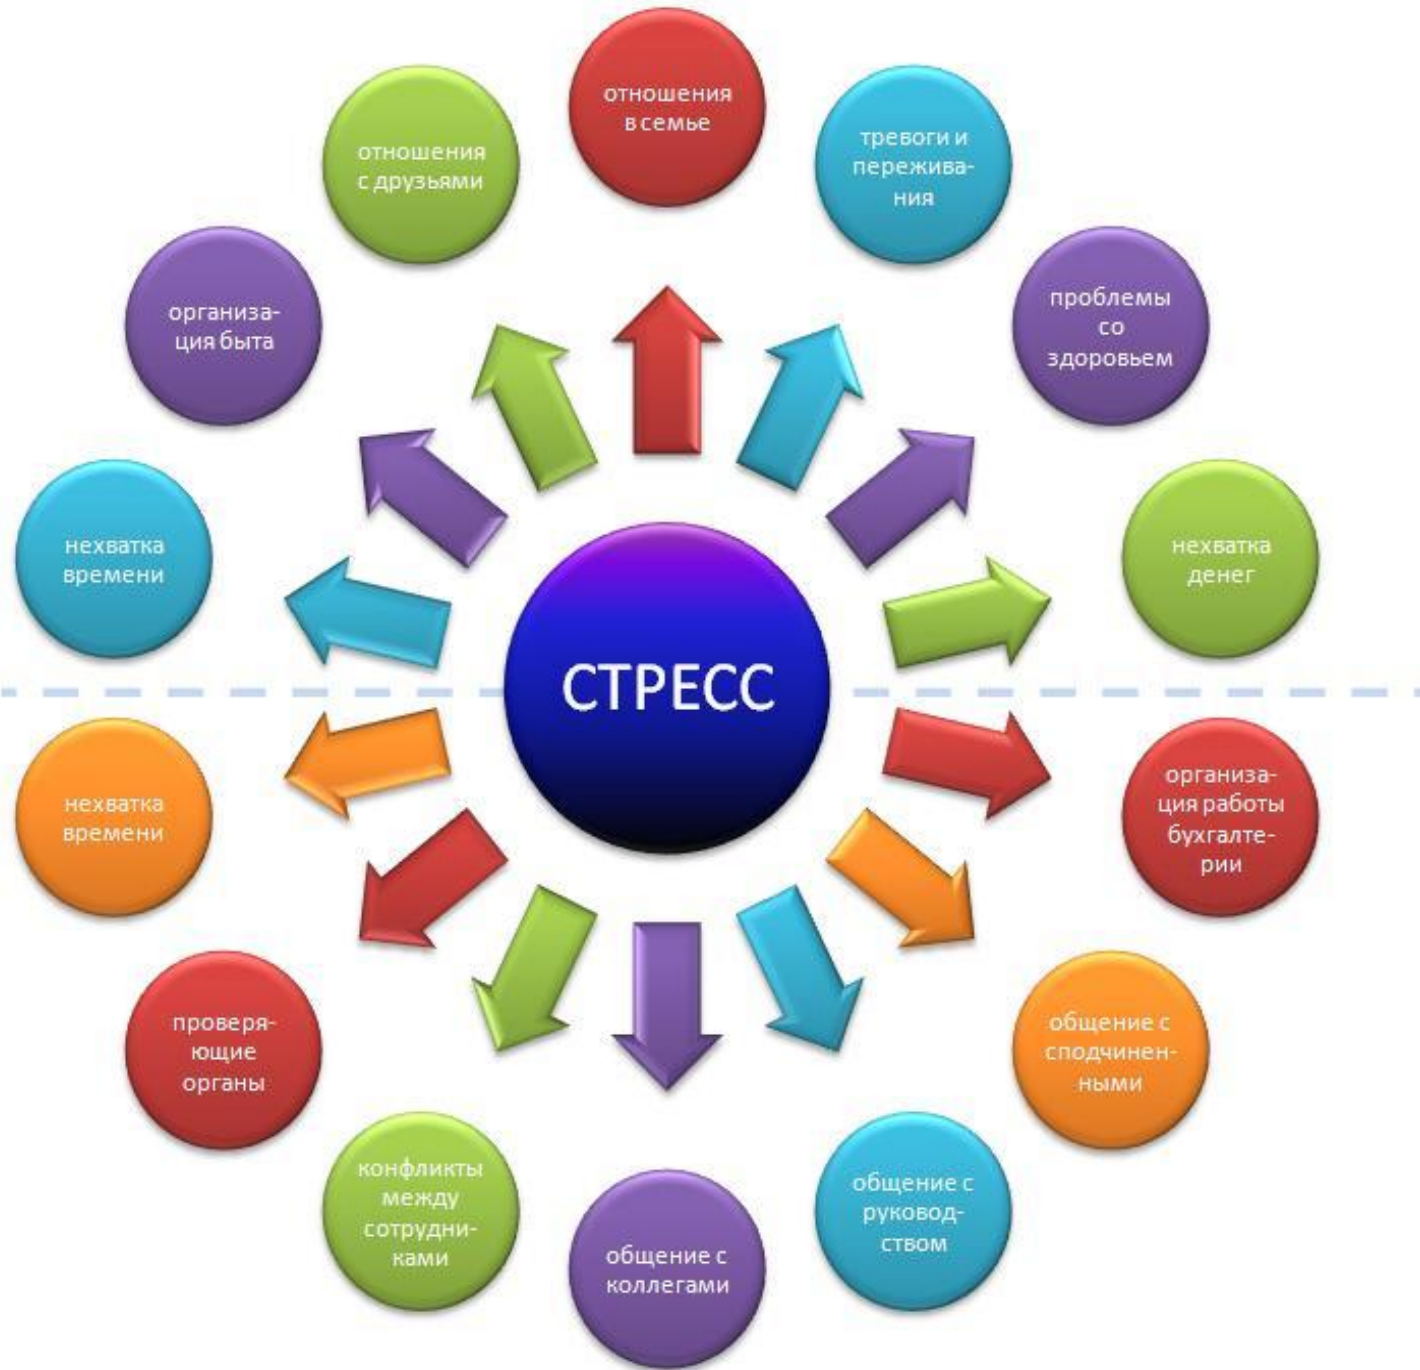 отношения
в семье
отношения
с друзьями
тревоги и
пережива-
ния
организа-
ция быта
проблемы
со
здоровьем
нехватка
времени
нехватка
денег
СТРЕСС
нехватка
времени
организа-
ция работы
бухгалте-
рии
проверя-
ющие
органы
общение с
сподчинен-
ными
конфликты
между
сотрудни-
ками
общение с
руковод-
ством
общение с
коллегами